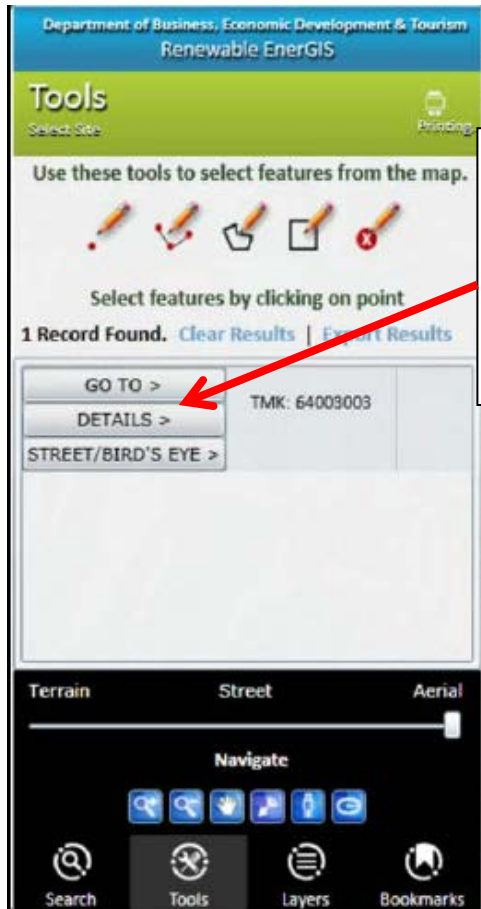 Department of Business, Economic Development & Tourism
Renewable EnerGIS
Tools
Select Site
Printing
Use these tools to select features from the map.
Select features by clicking on point
1 Record Found. Clear Results | Export Results
GO TO >
DETAILS >
STREET/BIRD'S EYE >
TMK: 64003003
Terrain Street Aerial
Navigate
Search Tools Layers Bookmarks